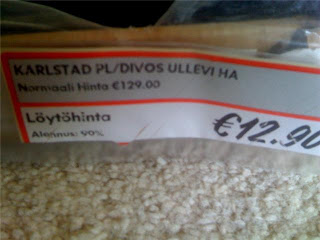 KARLSTAD PL/DIVOS ULLEVI HA
Normaali Hinta €129.00
Löytöhinta
Alennus: 90%
€12.90